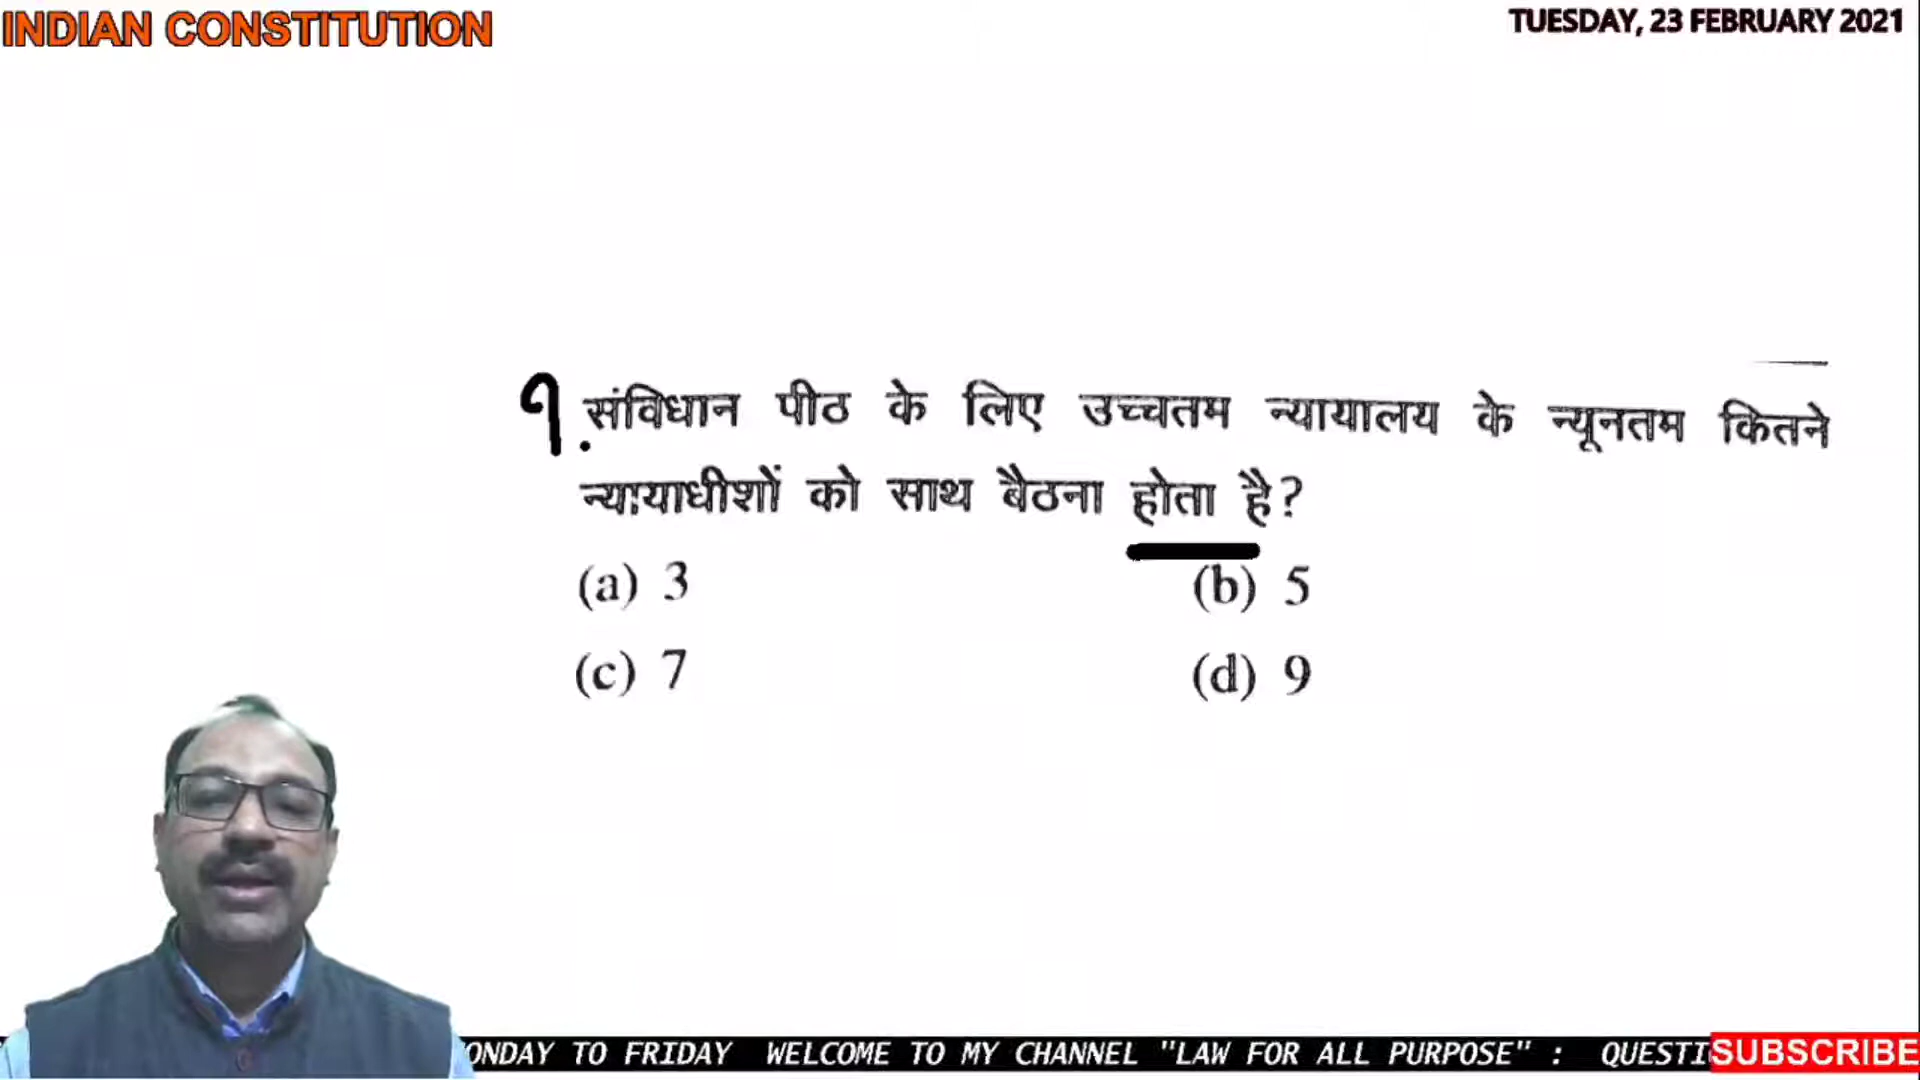 INDIAN CONSTITUTION
TUESDAY, 23 FEBRUARY 2021
१. संविधान पीठ के लिए उच्चतम न्यायालय के न्यूनतम कितने
न्यायाधीशों को साथ बैठना होता है?
(a) 3 (b) 5
(c) 7 (d) 9
ONDAY TO FRIDAY WELCOME TO MY CHANNEL "LAW FOR ALL PURPOSE" : QUESTI
SUBSCRIBE